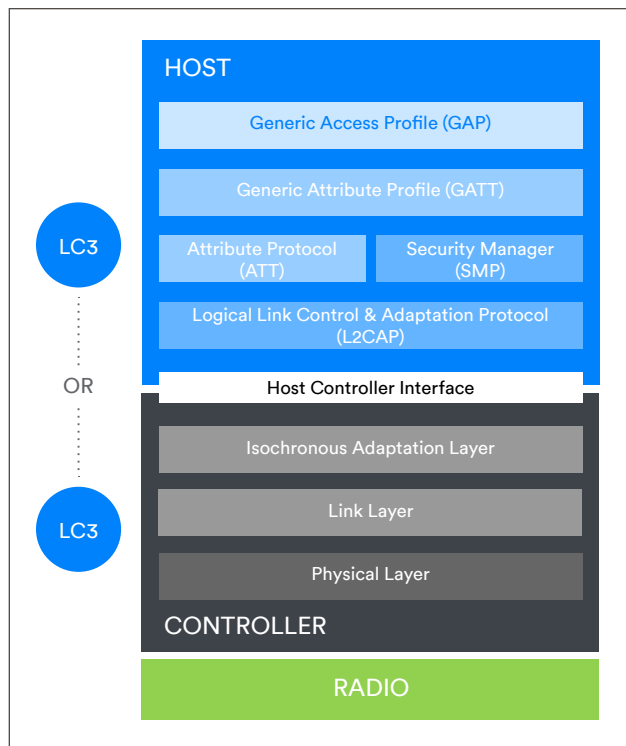 HOST
Generic Access Profile (GAP)
Generic Attribute Profile (GATT)
LC3
Attribute Protocol
(ATT)
Security Manager
(SMP)
Logical Link Control & Adaptation Protocol
(L2CAP)
OR
Host Controller Interface
Isochronous Adaptation Layer
LC3
Link Layer
Physical Layer
CONTROLLER
RADIO